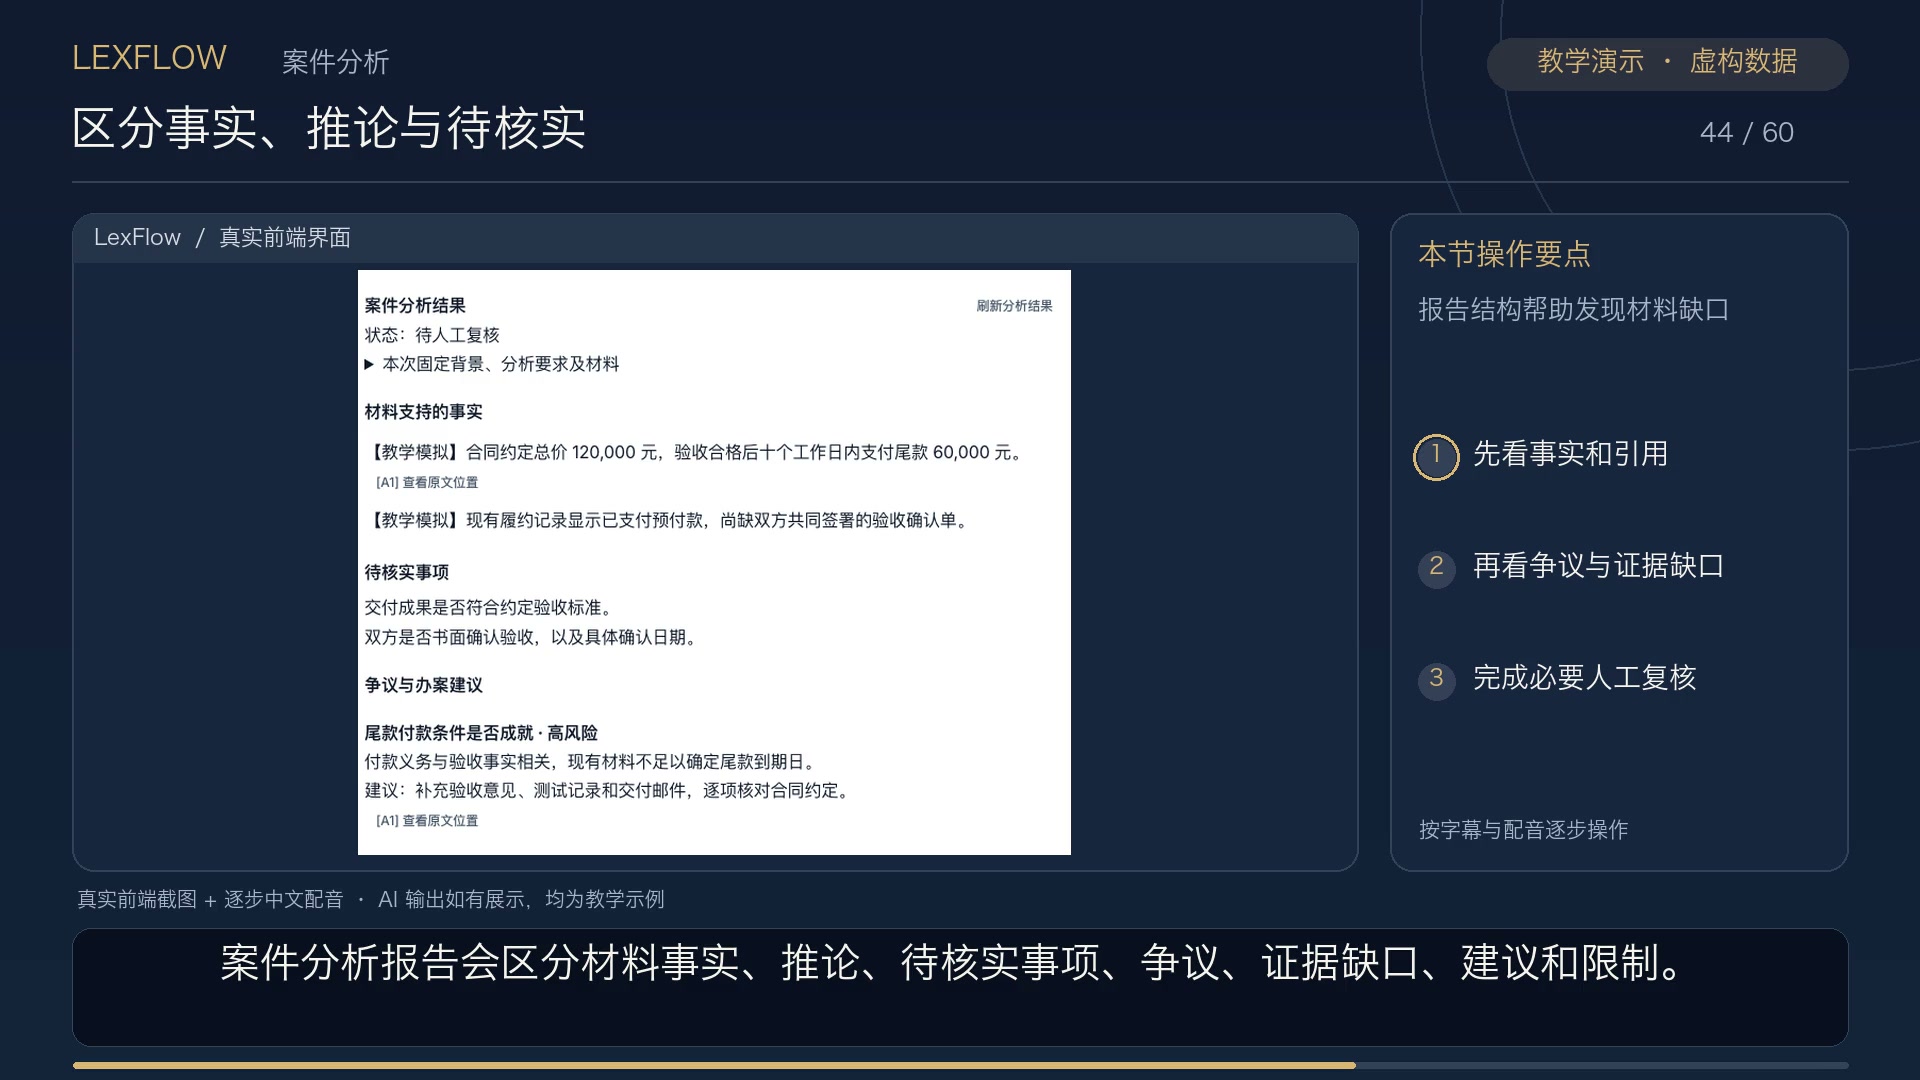 LEXFLOW 案件分析
教学演示 · 虚构数据
区分事实、推论与待核实
44 / 60
LexFlow / 真实前端界面
案件分析结果
刷新分析结果
状态：待人工复核
▶ 本次固定背景、分析要求及材料
材料支持的事实
【教学模拟】合同约定总价 120,000 元，验收合格后十个工作日内支付尾款 60,000 元。
[A1] 查看原文位置
【教学模拟】现有履约记录显示已支付预付款，尚缺双方共同签署的验收确认单。
待核实事项
交付成果是否符合约定验收标准。
双方是否书面确认验收，以及具体确认日期。
争议与办案建议
尾款付款条件是否成就 · 高风险
付款义务与验收事实相关，现有材料不足以确定尾款到期日。
建议：补充验收意见、测试记录和交付邮件，逐项核对合同约定。
[A1] 查看原文位置
本节操作要点
报告结构帮助发现材料缺口
1 先看事实和引用
2 再看争议与证据缺口
3 完成必要人工复核
按字幕与配音逐步操作
真实前端截图 + 逐步中文配音 · AI 输出如有展示，均为教学示例
案件分析报告会区分材料事实、推论、待核实事项、争议、证据缺口、建议和限制。